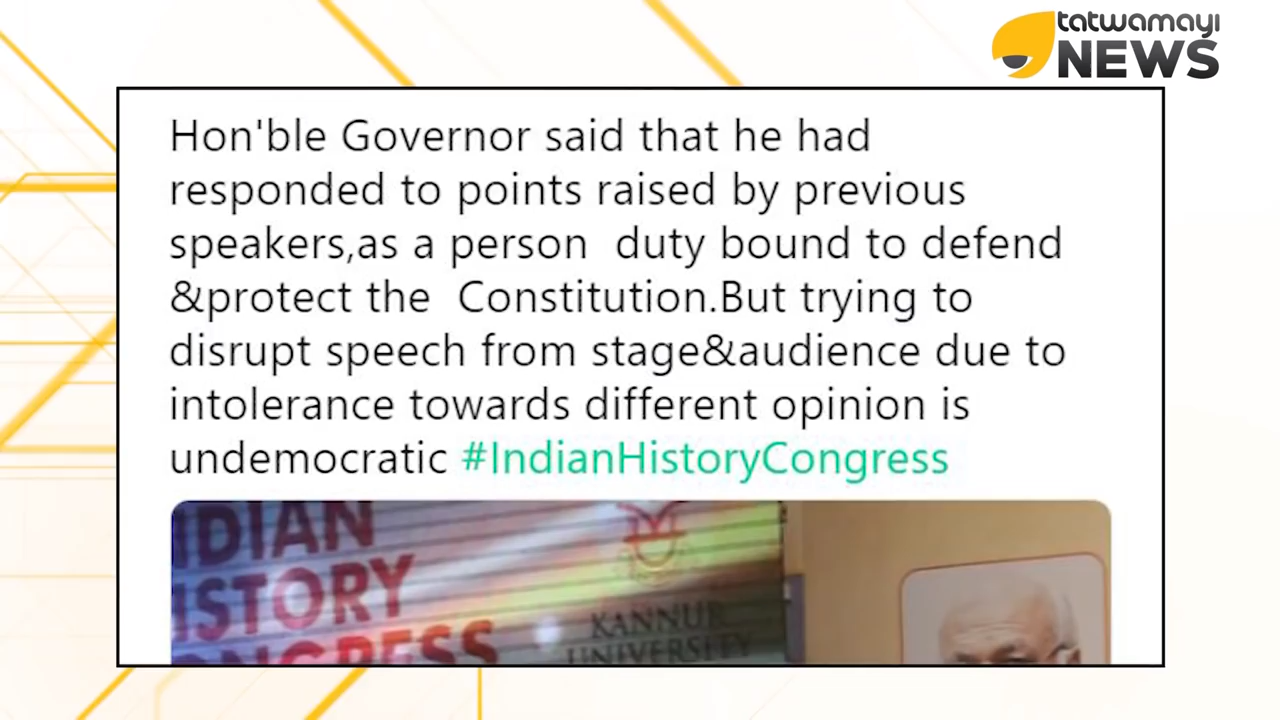 tatwamayi
NEWS
Hon'ble Governor said that he had
responded to points raised by previous
speakers,as a person  duty bound to defend
&protect the  Constitution.But trying to
disrupt speech from stage&audience due to
intolerance towards different opinion is
undemocratic #IndianHistoryCongress
DIAN
ISTORY
NGRESS
KANNUR
UNIVERSITY